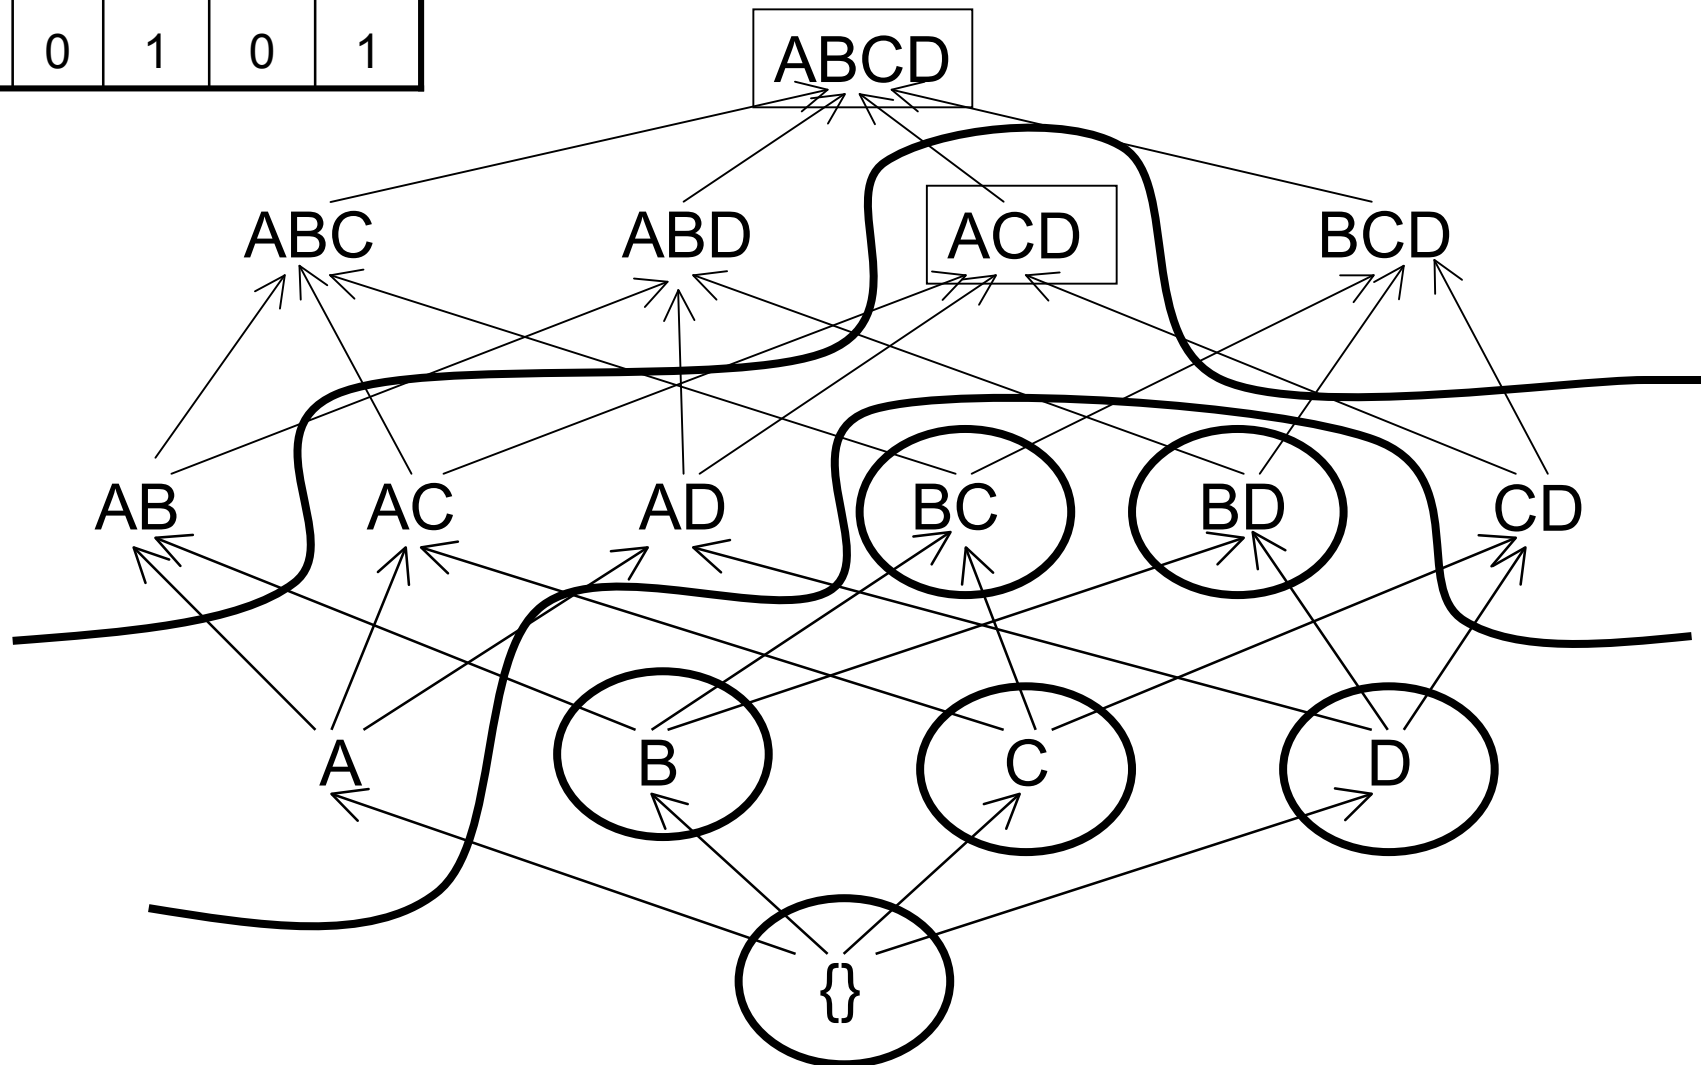 0 1 0 1
ABCD
ABC ABD ACD BCD
AB AC AD BC BD CD
A B C D
{}